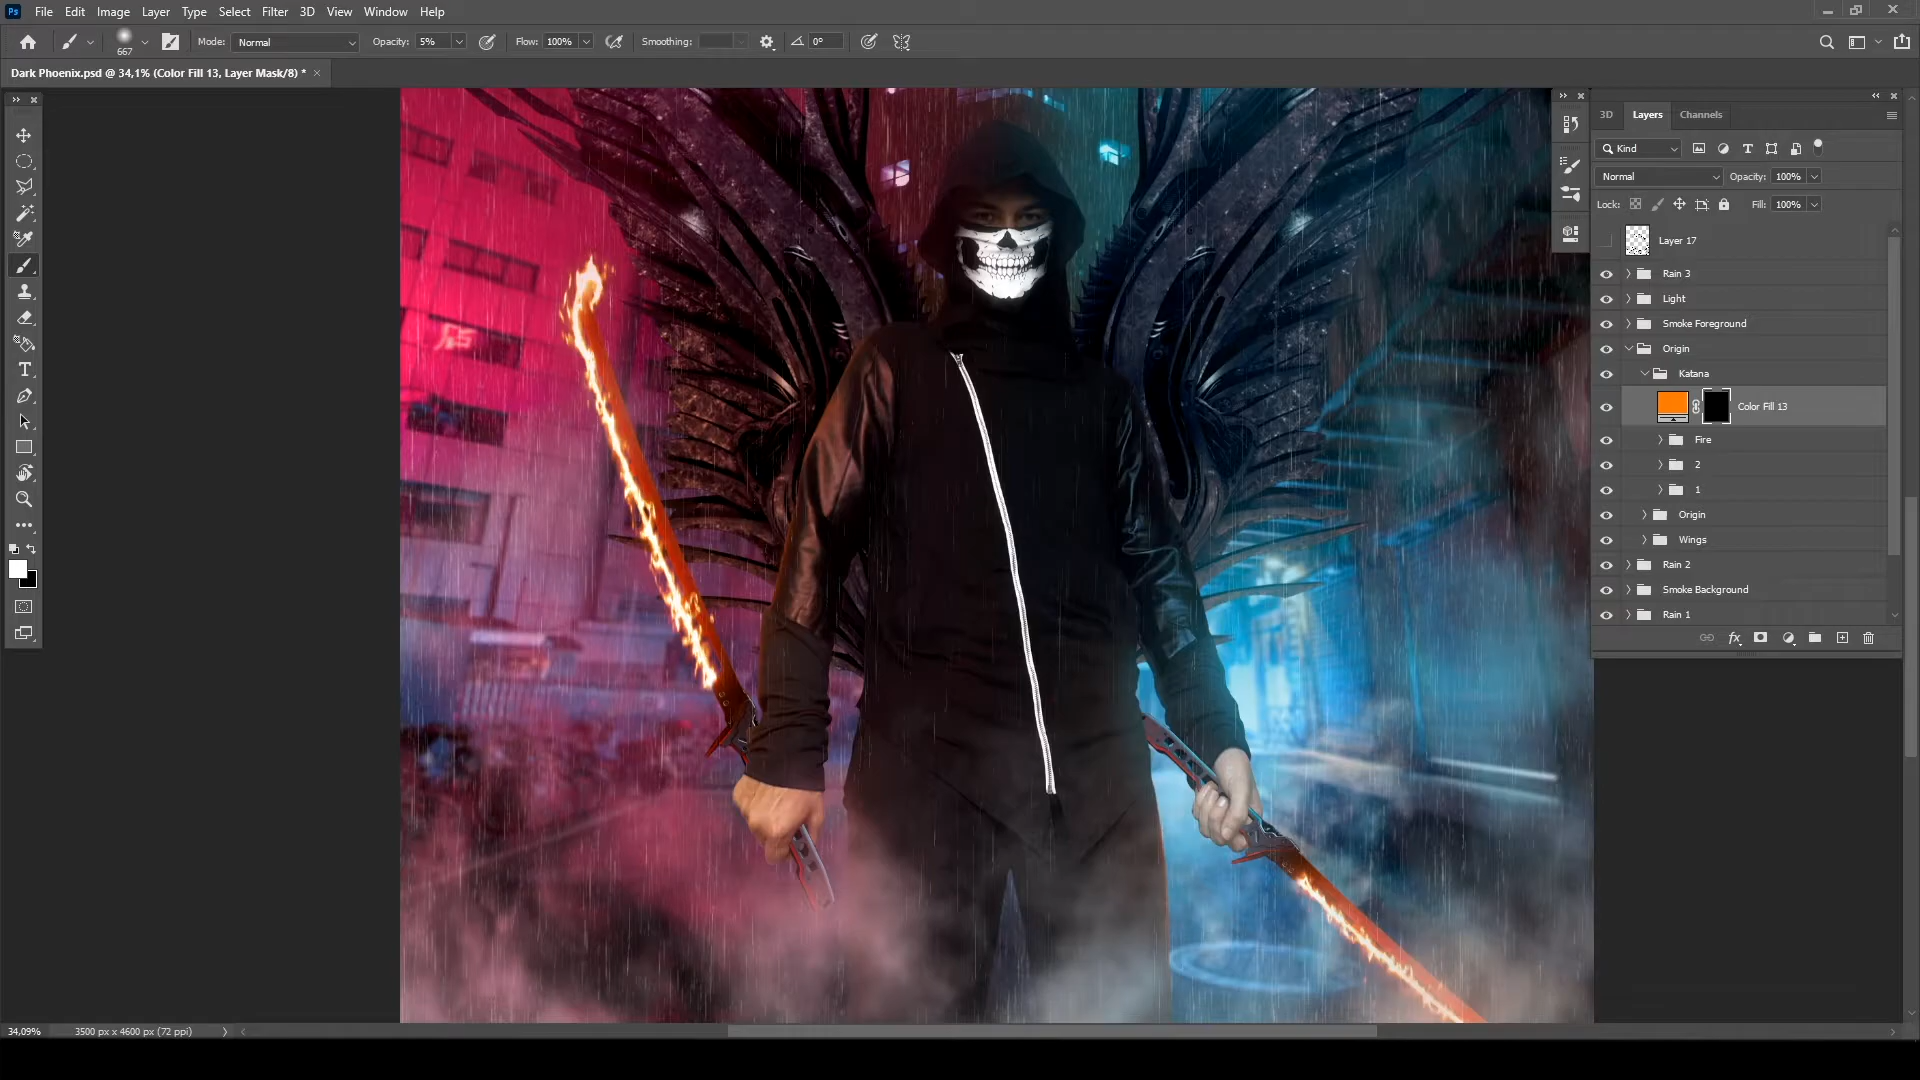 Ps File Edit Image Layer Type Select Filter 3D View Window Help
667 Mode: Normal Opacity: 5% Flow: 100% Smoothing: 0°
Dark Phoenix.psd @ 34,1% (Color Fill 13, Layer Mask/8) *
3D Layers Channels
Kind
Normal Opacity: 100%
Lock: Fill: 100%
Layer 17
Rain 3
Light
Smoke Foreground
Origin
Katana
Color Fill 13
Fire
2
1
Origin
Wings
Rain 2
Smoke Background
Rain 1
fx
34,09% 3500 px x 4600 px (72 ppi)